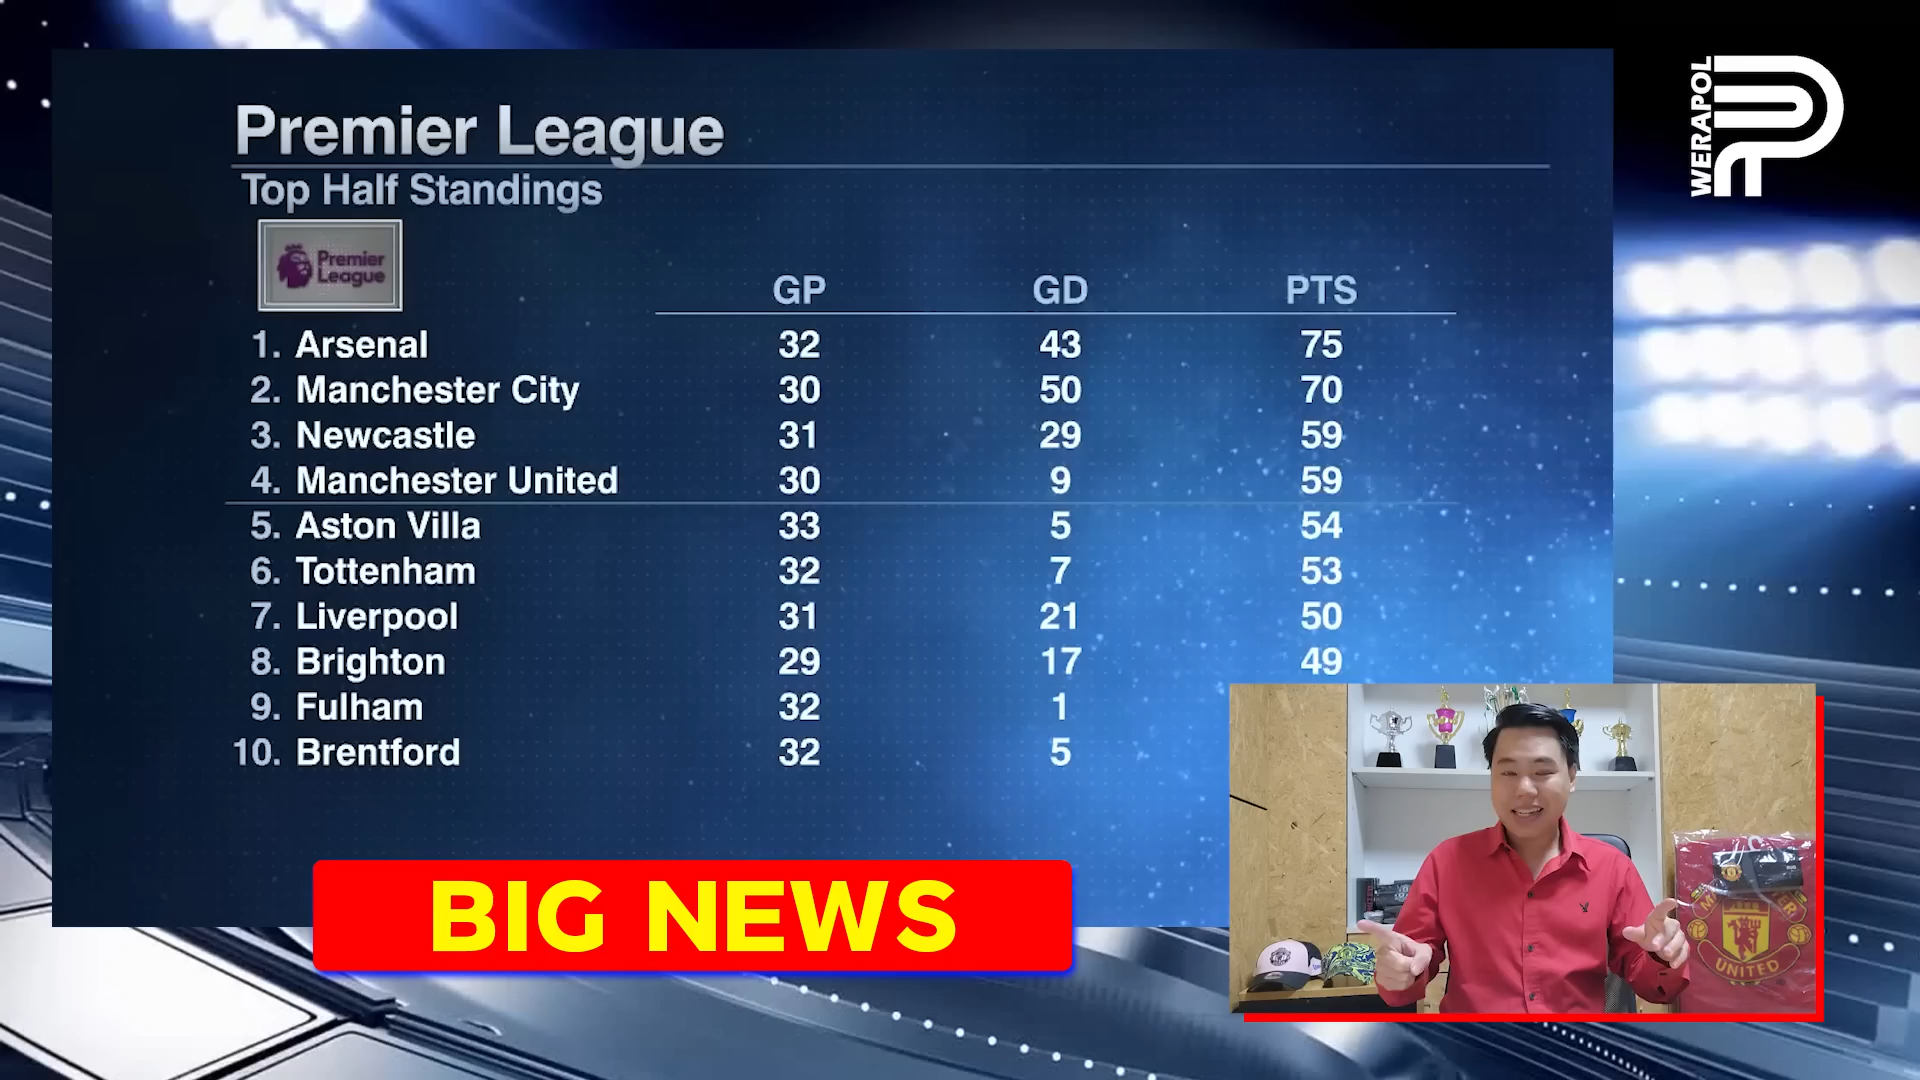 WERAPOL
Premier League
Top Half Standings
Premier
League
GP GD PTS
1. Arsenal 32 43 75
2. Manchester City 30 50 70
3. Newcastle 31 29 59
4. Manchester United 30 9 59
5. Aston Villa 33 5 54
6. Tottenham 32 7 53
7. Liverpool 31 21 50
8. Brighton 29 17 49
9. Fulham 32 1
10. Brentford 32 5
BIG NEWS
UNITED